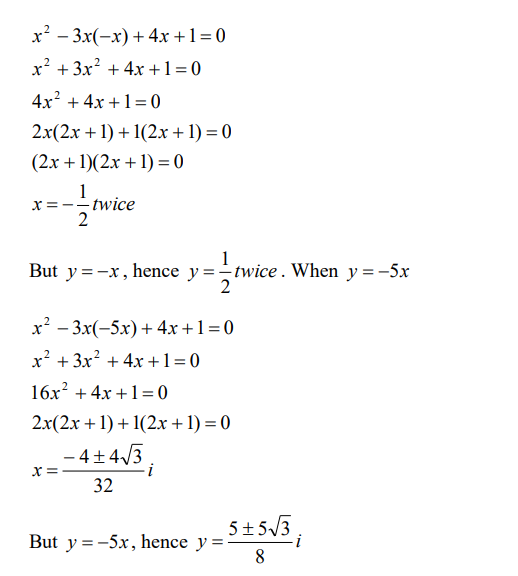 x² − 3x(−x) + 4x + 1 = 0
x² + 3x² + 4x + 1 = 0
4x² + 4x + 1 = 0
2x(2x + 1) + 1(2x + 1) = 0
(2x + 1)(2x + 1) = 0
x = −1/2 twice
But y = −x, hence y = 1/2 twice. When y = −5x
x² − 3x(−5x) + 4x + 1 = 0
x² + 3x² + 4x + 1 = 0
16x² + 4x + 1 = 0
2x(2x + 1) + 1(2x + 1) = 0
x = (−4 ± 4√3)/32 i
But y = −5x, hence y = (5 ± 5√3)/8 i